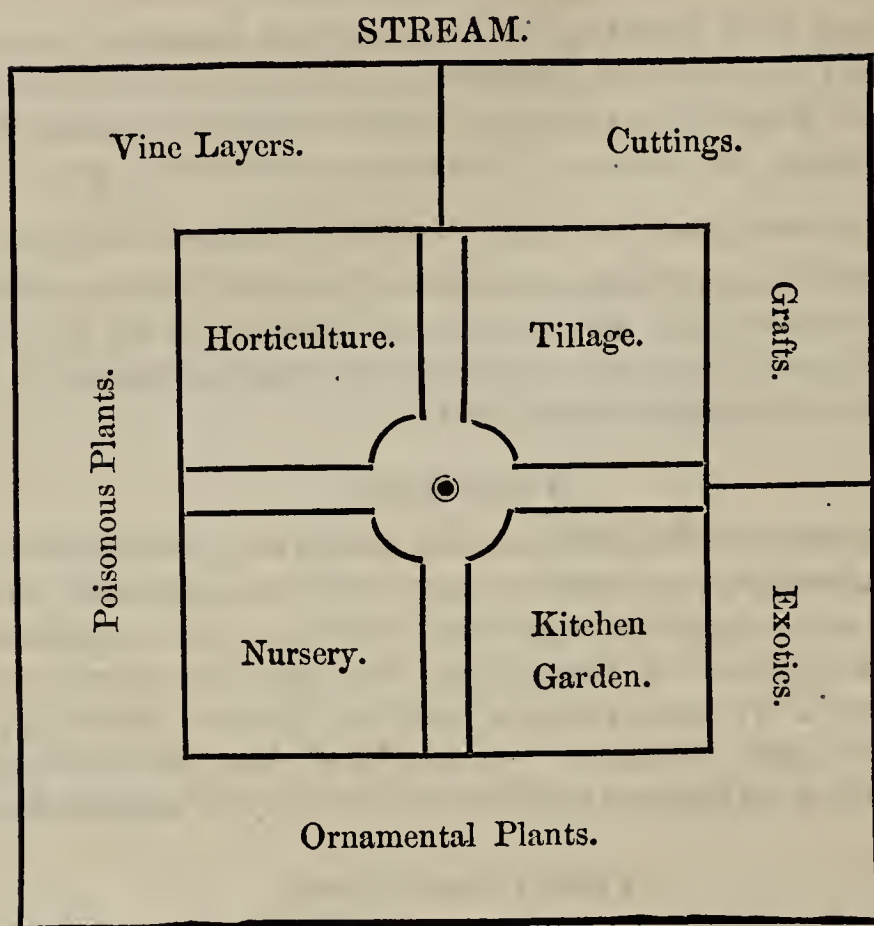 STREAM.
Vine Layers.
Cuttings.
Horticulture.
Tillage.
Grafts.
Poisonous Plants.
Nursery.
Kitchen
Garden.
Exotics.
Ornamental Plants.